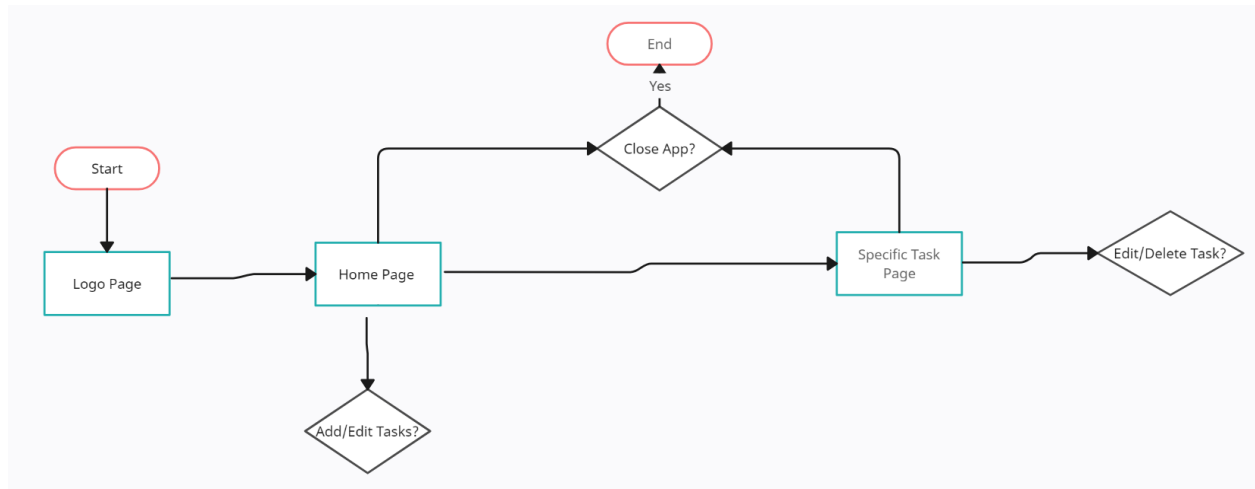 End
Yes
Close App?
Start
Logo Page
Home Page
Specific Task
Page
Edit/Delete Task?
Add/Edit Tasks?